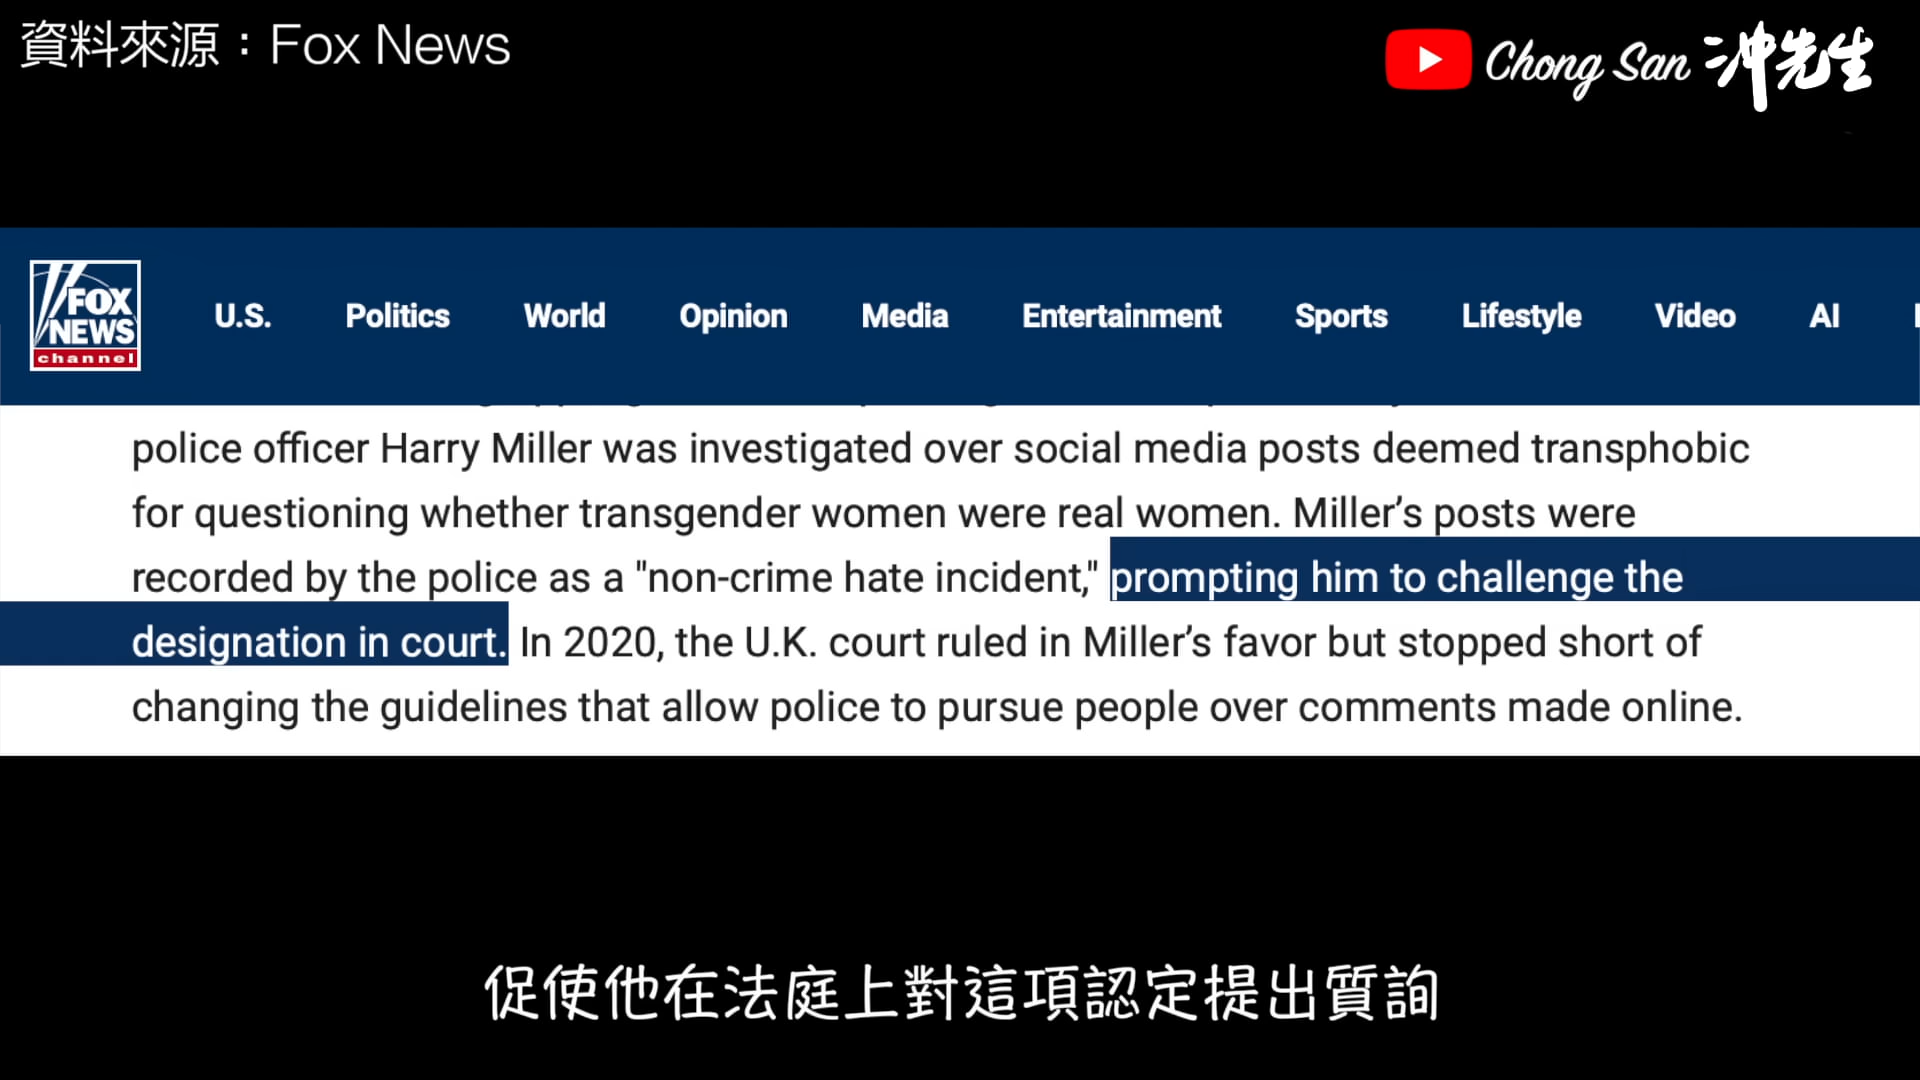 資料來源：Fox News
Chong San 沖先生
FOX NEWS channel
U.S. Politics World Opinion Media Entertainment Sports Lifestyle Video AI
police officer Harry Miller was investigated over social media posts deemed transphobic
for questioning whether transgender women were real women. Miller’s posts were
recorded by the police as a "non-crime hate incident," prompting him to challenge the
designation in court. In 2020, the U.K. court ruled in Miller’s favor but stopped short of
changing the guidelines that allow police to pursue people over comments made online.
促使他在法庭上對這項認定提出質詢